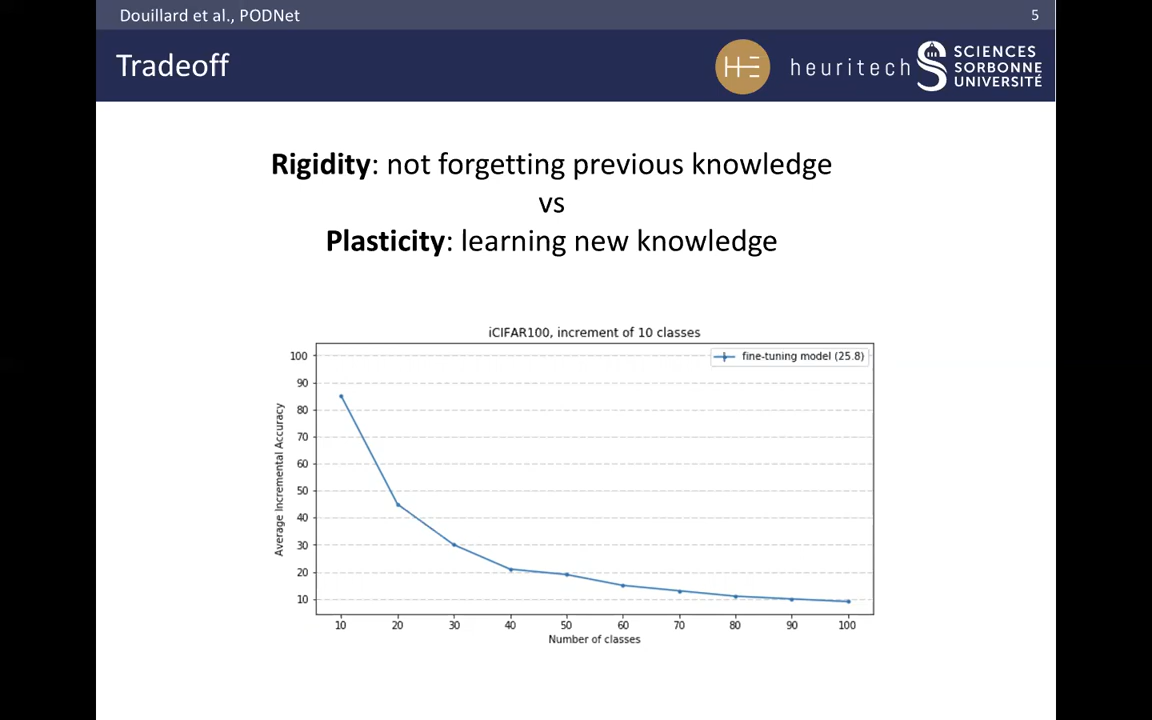 Douillard et al., PODNet
5
Tradeoff
heuritech
SCIENCES
SORBONNE
UNIVERSITÉ
Rigidity: not forgetting previous knowledge
vs
Plasticity: learning new knowledge
iCIFAR100, increment of 10 classes
fine-tuning model (25.8)
Average Incremental Accuracy
100
90
80
70
60
50
40
30
20
10
10 20 30 40 50 60 70 80 90 100
Number of classes